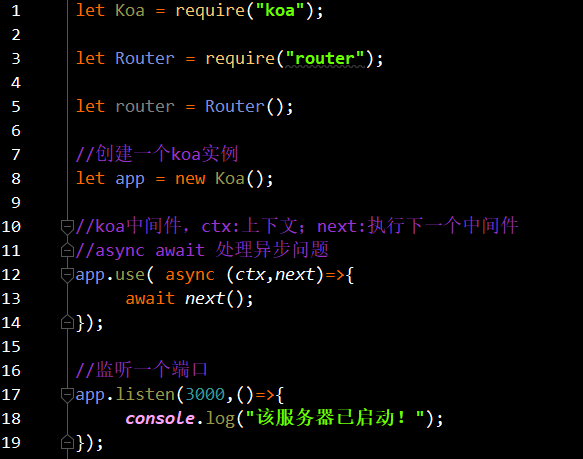 1 let Koa = require("koa");
2
3 let Router = require("router");
4
5 let router = Router();
6
7 //创建一个koa实例
8 let app = new Koa();
9
10 //koa中间件，ctx:上下文；next:执行下一个中间件
11 //async await 处理异步问题
12 app.use( async (ctx,next)=>{
13 await next();
14 });
15
16 //监听一个端口
17 app.listen(3000,()=>{
18 console.log("该服务器已启动！");
19 });